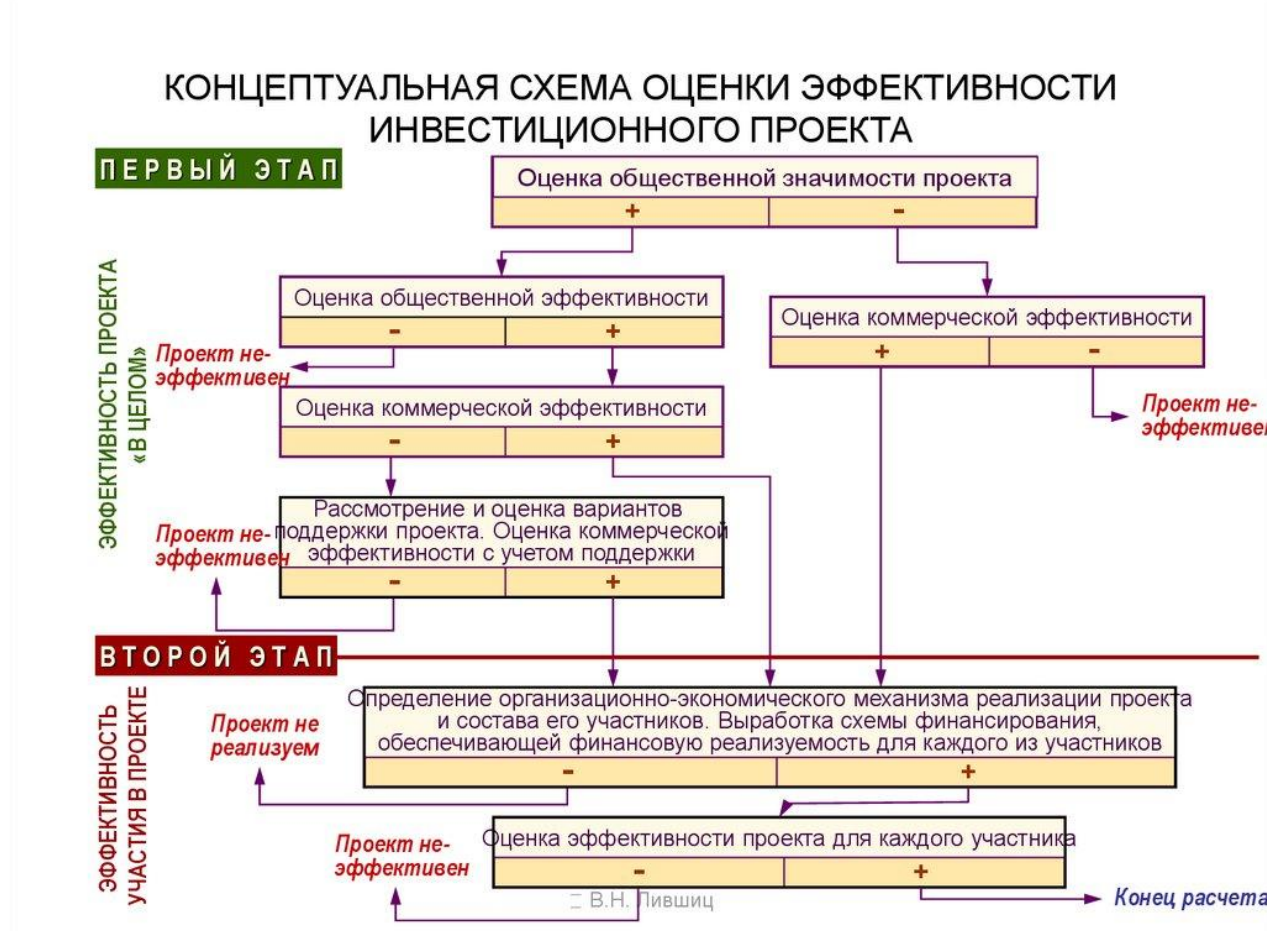 КОНЦЕПТУАЛЬНАЯ СХЕМА ОЦЕНКИ ЭФФЕКТИВНОСТИ
ИНВЕСТИЦИОННОГО ПРОЕКТА
ПЕРВЫЙ ЭТАП
Оценка общественной значимости проекта
+ -
ЭФФЕКТИВНОСТЬ ПРОЕКТА
«В ЦЕЛОМ»
Оценка общественной эффективности
- +
Оценка коммерческой эффективности
+ -
Проект не-
эффективен
Оценка коммерческой эффективности
- +
Проект не-
эффективен
Рассмотрение и оценка вариантов
поддержки проекта. Оценка коммерческой
эффективности с учетом поддержки
- +
Проект не-
эффективен
ВТОРОЙ ЭТАП
ЭФФЕКТИВНОСТЬ
УЧАСТИЯ В ПРОЕКТЕ
Определение организационно-экономического механизма реализации проекта
и состава его участников. Выработка схемы финансирования,
обеспечивающей финансовую реализуемость для каждого из участников
- +
Проект не
реализуем
Оценка эффективности проекта для каждого участника
- +
Проект не-
эффективен
В.Н. Лившиц
Конец расчета